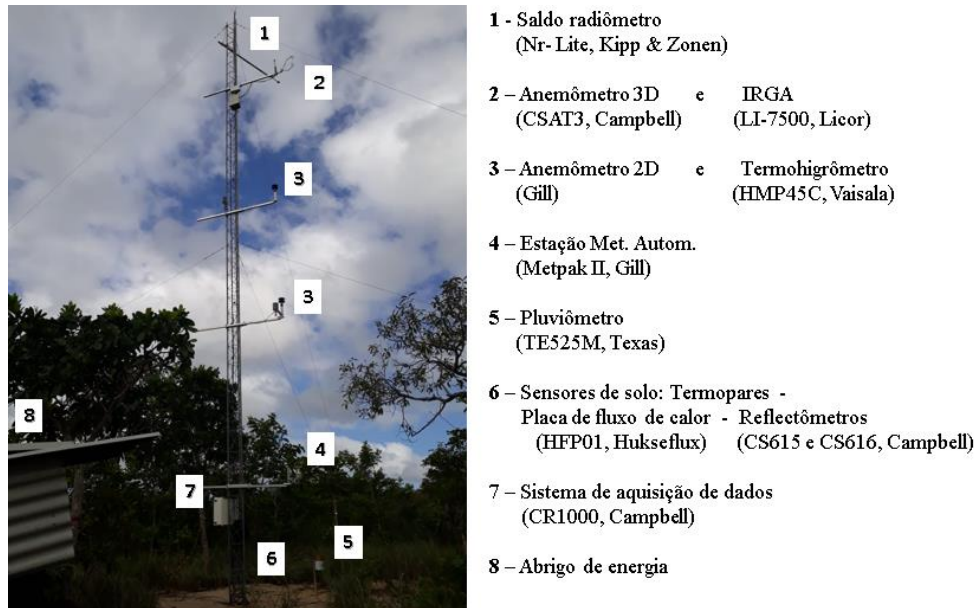 1
2
3
3
8
4
7
5
6
1 - Saldo radiômetro
(Nr- Lite, Kipp & Zonen)
2 – Anemômetro 3D e IRGA
(CSAT3, Campbell) (LI-7500, Licor)
3 – Anemômetro 2D e Termohigrômetro
(Gill) (HMP45C, Vaisala)
4 – Estação Met. Autom.
(Metpak II, Gill)
5 – Pluviômetro
(TE525M, Texas)
6 – Sensores de solo: Termopares -
Placa de fluxo de calor - Reflectômetros
(HFP01, Hukseflux) (CS615 e CS616, Campbell)
7 – Sistema de aquisição de dados
(CR1000, Campbell)
8 – Abrigo de energia